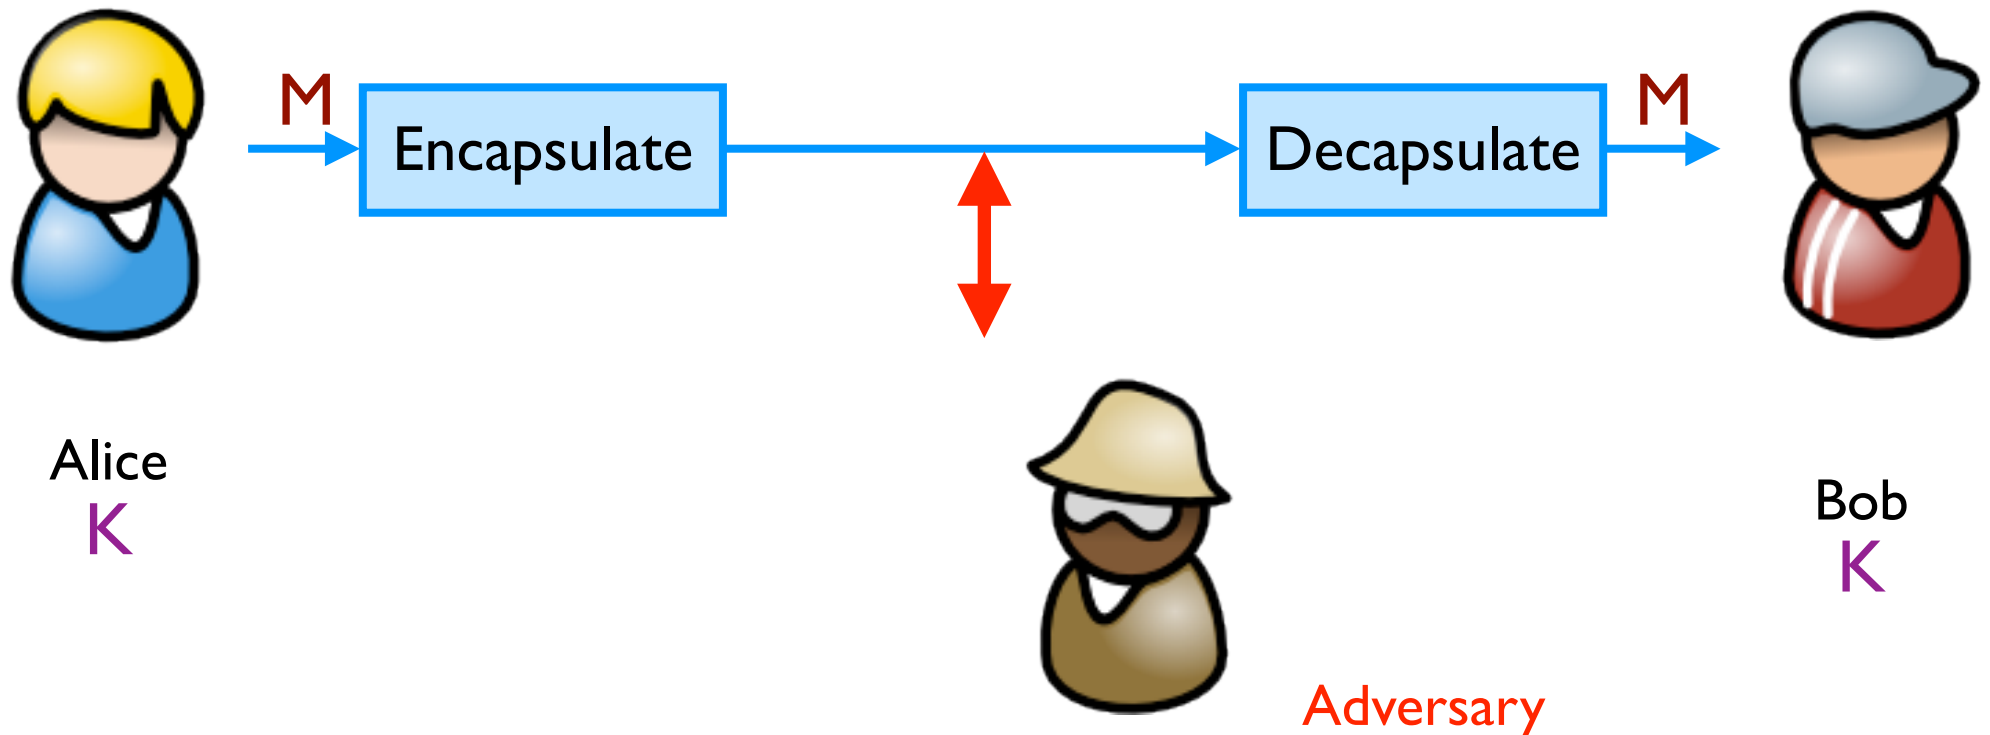 M
Encapsulate
Decapsulate
M
Alice
K
Bob
K
Adversary